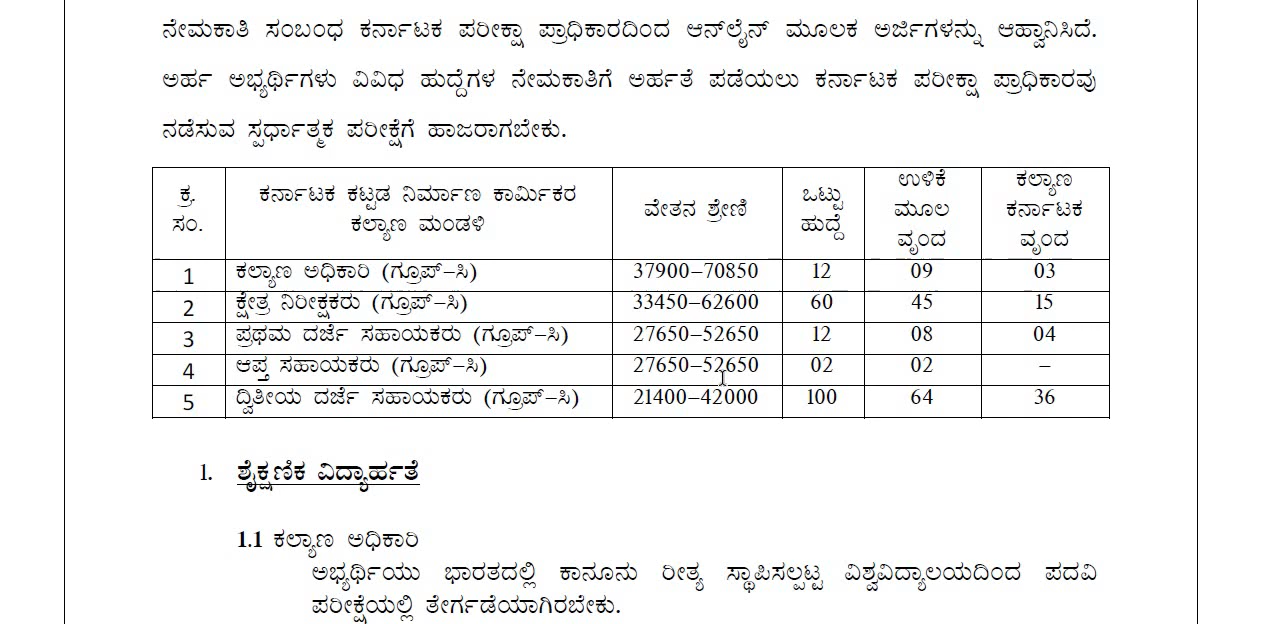 ನೇಮಕಾತಿ ಸಂಬಂಧ ಕರ್ನಾಟಕ ಪರೀಕ್ಷಾ ಪ್ರಾಧಿಕಾರದಿಂದ ಆನ್‌ಲೈನ್ ಮೂಲಕ ಅರ್ಜಿಗಳನ್ನು ಆಹ್ವಾನಿಸಿದೆ.
ಅರ್ಹ ಅಭ್ಯರ್ಥಿಗಳು ವಿವಿಧ ಹುದ್ದೆಗಳ ನೇಮಕಾತಿಗೆ ಅರ್ಹತೆ ಪಡೆಯಲು ಕರ್ನಾಟಕ ಪರೀಕ್ಷಾ ಪ್ರಾಧಿಕಾರವು
ನಡೆಸುವ ಸ್ಪರ್ಧಾತ್ಮಕ ಪರೀಕ್ಷೆಗೆ ಹಾಜರಾಗಬೇಕು.
ಕ್ರ. ಸಂ. ಕರ್ನಾಟಕ ಕಟ್ಟಡ ನಿರ್ಮಾಣ ಕಾರ್ಮಿಕರ ಕಲ್ಯಾಣ ಮಂಡಳಿ ವೇತನ ಶ್ರೇಣಿ ಒಟ್ಟು ಹುದ್ದೆ ಉಳಿಕೆ ಮೂಲ ವೃಂದ ಕಲ್ಯಾಣ ಕರ್ನಾಟಕ ವೃಂದ
1 ಕಲ್ಯಾಣ ಅಧಿಕಾರಿ (ಗ್ರೂಪ್–ಸಿ) 37900–70850 12 09 03
2 ಕ್ಷೇತ್ರ ನಿರೀಕ್ಷಕರು (ಗ್ರೂಪ್–ಸಿ) 33450–62600 60 45 15
3 ಪ್ರಥಮ ದರ್ಜೆ ಸಹಾಯಕರು (ಗ್ರೂಪ್–ಸಿ) 27650–52650 12 08 04
4 ಆಪ್ತ ಸಹಾಯಕರು (ಗ್ರೂಪ್–ಸಿ) 27650–52650 02 02 –
5 ದ್ವಿತೀಯ ದರ್ಜೆ ಸಹಾಯಕರು (ಗ್ರೂಪ್–ಸಿ) 21400–42000 100 64 36
1. ಶೈಕ್ಷಣಿಕ ವಿದ್ಯಾರ್ಹತೆ
1.1 ಕಲ್ಯಾಣ ಅಧಿಕಾರಿ
ಅಭ್ಯರ್ಥಿಯು ಭಾರತದಲ್ಲಿ ಕಾನೂನು ರೀತ್ಯ ಸ್ಥಾಪಿಸಲ್ಪಟ್ಟ ವಿಶ್ವವಿದ್ಯಾಲಯದಿಂದ ಪದವಿ
ಪರೀಕ್ಷೆಯಲ್ಲಿ ತೇರ್ಗಡೆಯಾಗಿರಬೇಕು.